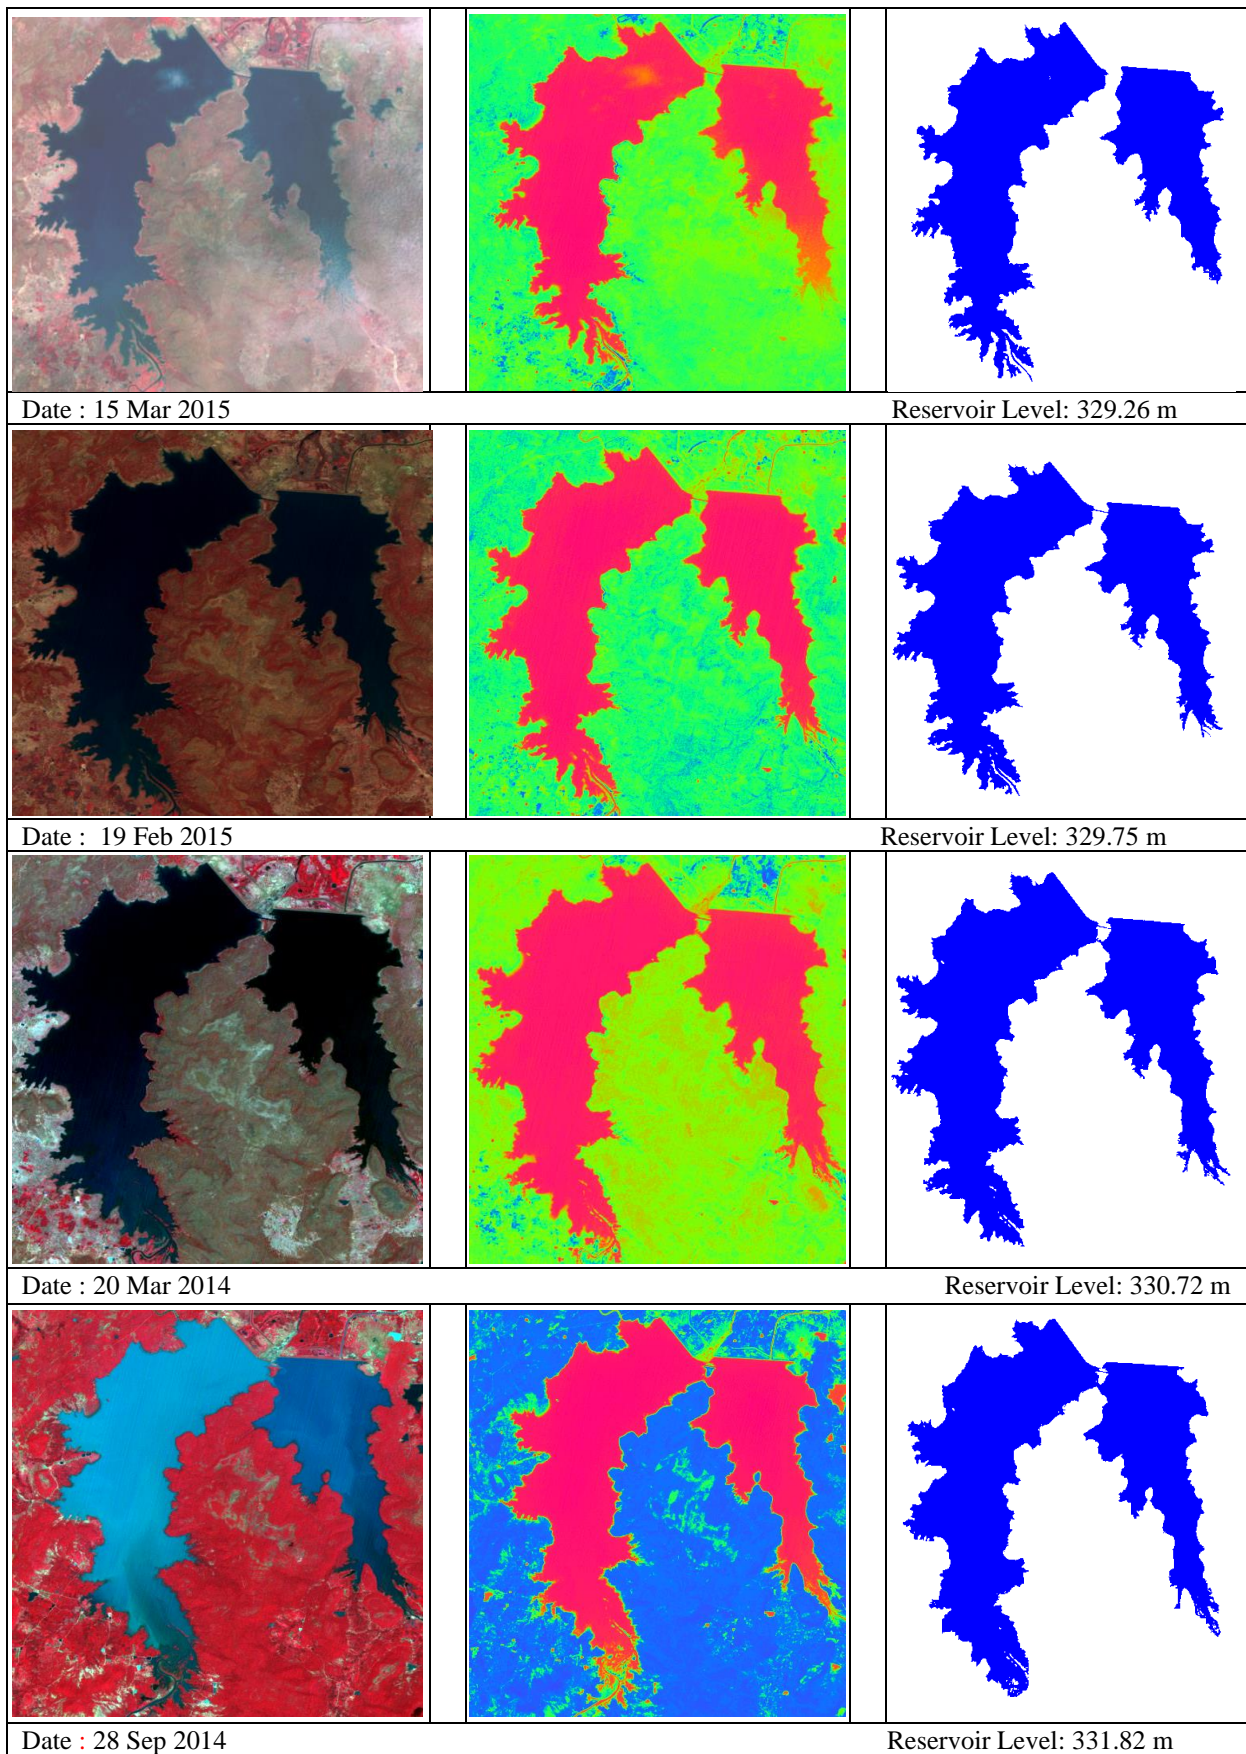 Date : 15 Mar 2015 Reservoir Level: 329.26 m
Date :  19 Feb 2015 Reservoir Level: 329.75 m
Date : 20 Mar 2014 Reservoir Level: 330.72 m
Date : 28 Sep 2014 Reservoir Level: 331.82 m